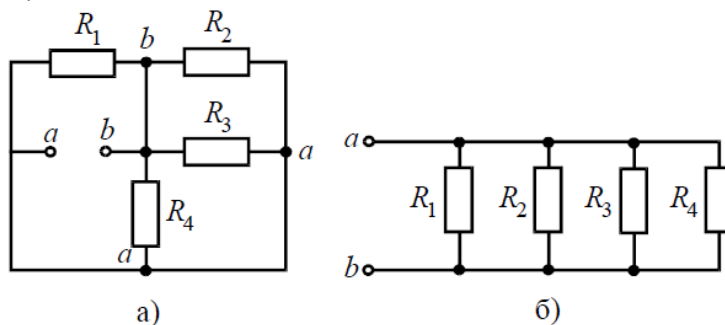 R1 b R2
a b R3 a
a R4
а)
a
R1 R2 R3 R4
b
б)